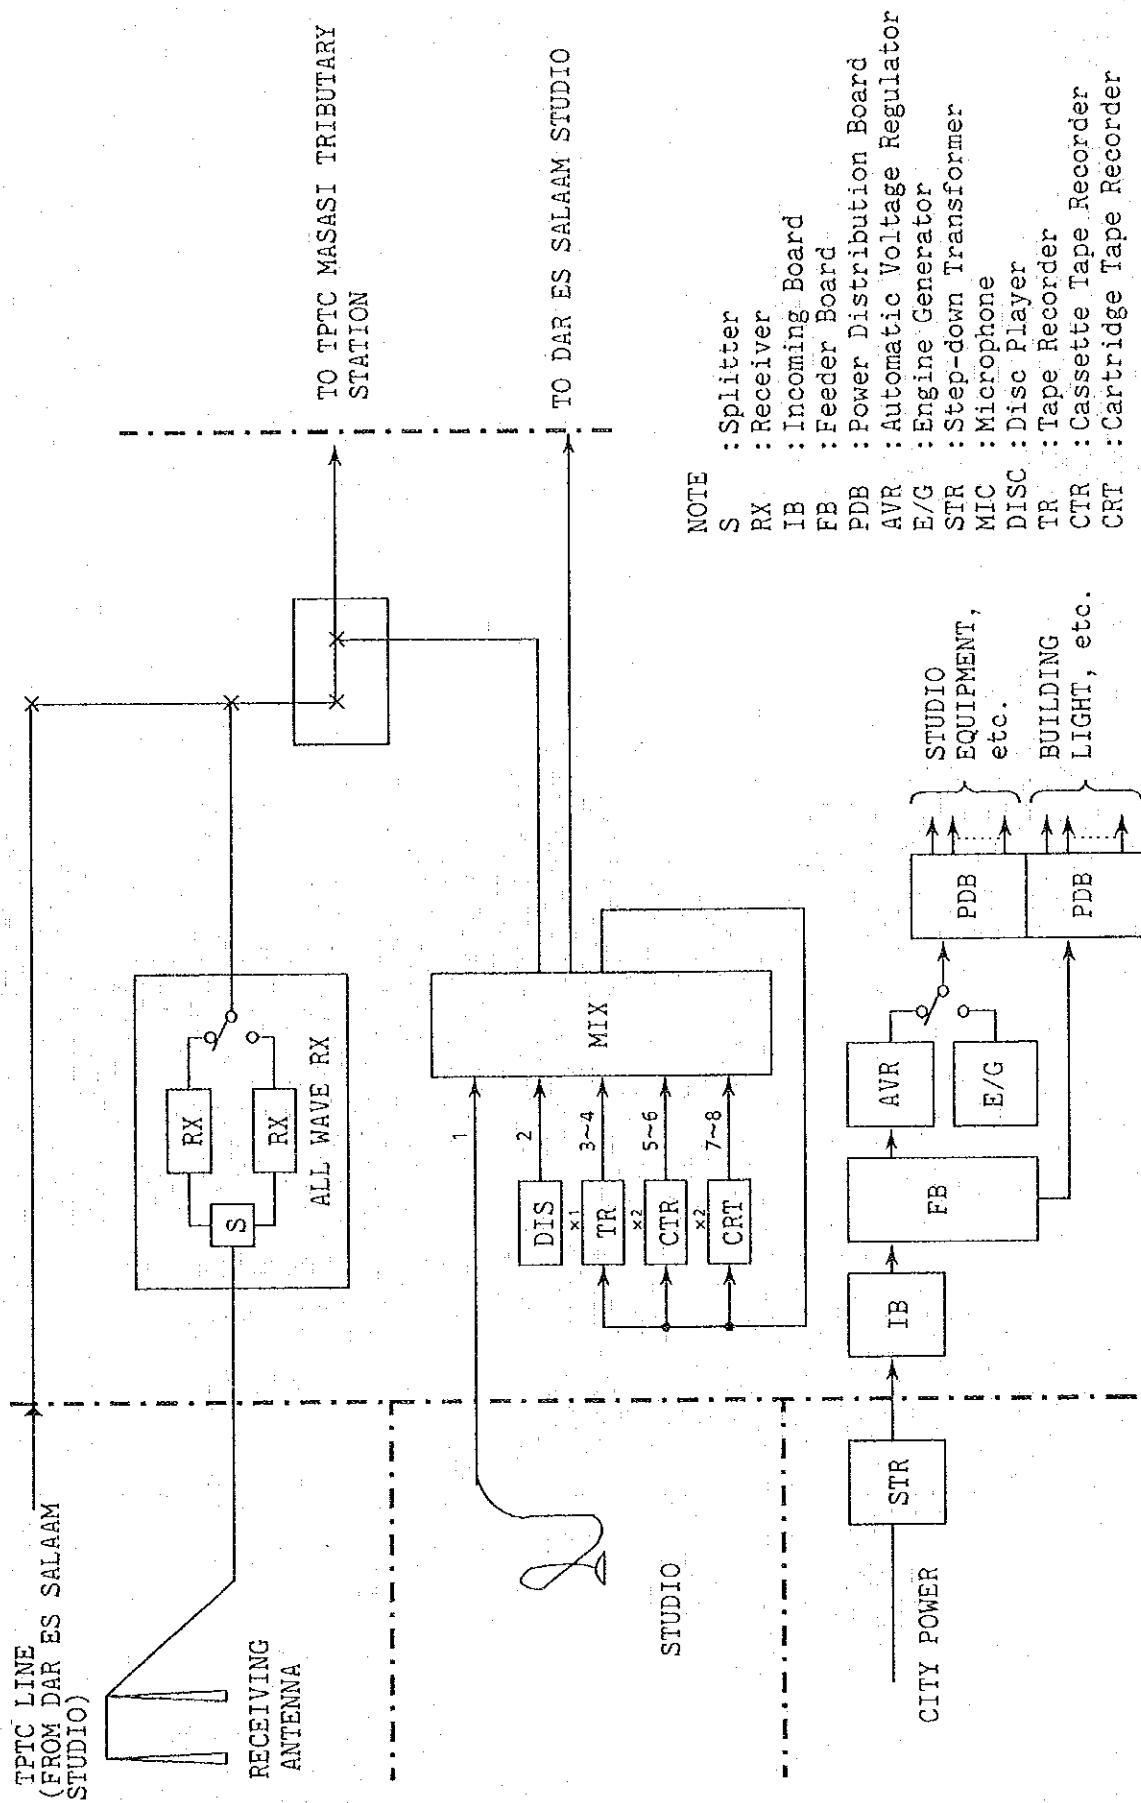 TPTC LINE
(FROM DAR ES SALAAM
STUDIO)
RECEIVING
ANTENNA
S
RX
RX
ALL WAVE RX
TO TPTC MASASI TRIBUTARY
STATION
TO DAR ES SALAAM STUDIO
STUDIO
1
2
3~4
5~6
7~8
DIS
×1
TR
×2
CTR
×2
CRT
MIX
CITY POWER
STR
IB
FB
AVR
E/G
PDB
PDB
STUDIO
EQUIPMENT,
etc.
BUILDING
LIGHT, etc.
NOTE
S :Splitter
RX :Receiver
IB :Incoming Board
FB :Feeder Board
PDB :Power Distribution Board
AVR :Automatic Voltage Regulator
E/G :Engine Generator
STR :Step-down Transformer
MIC :Microphone
DISC :Disc Player
TR :Tape Recorder
CTR :Cassette Tape Recorder
CRT :Cartridge Tape Recorder